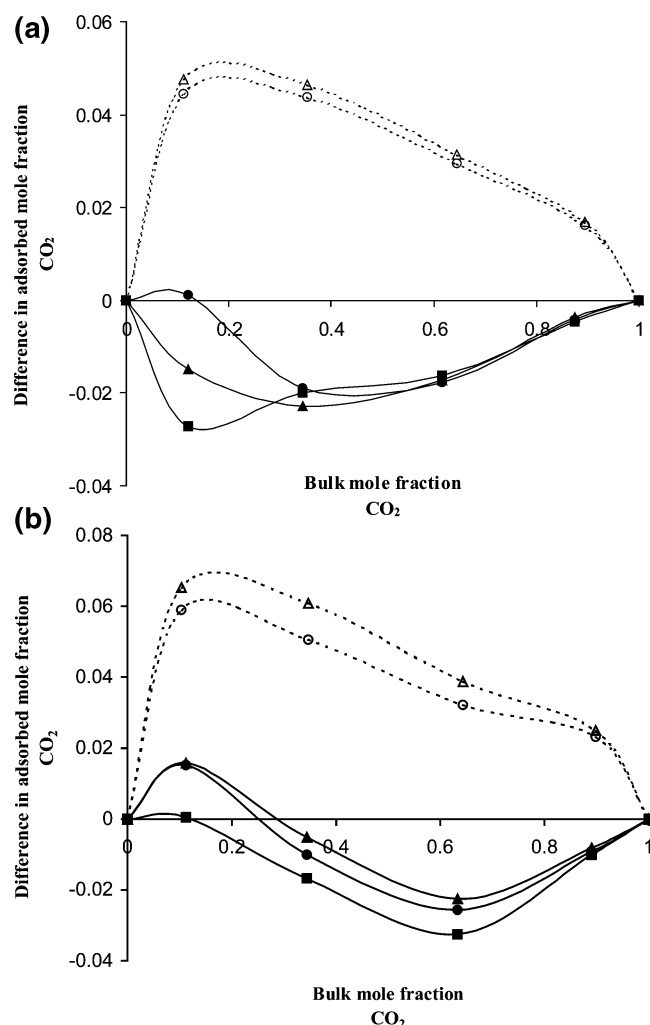 (a)
0.06
0.04
0.02
0
-0.02
-0.04
Difference in adsorbed mole fraction
CO₂
0 0.2 0.4 0.6 0.8 1
Bulk mole fraction
CO₂
(b)
0.08
0.06
0.04
0.02
0
-0.02
-0.04
Difference in adsorbed mole fraction
CO₂
0 0.2 0.4 0.6 0.8 1
Bulk mole fraction
CO₂